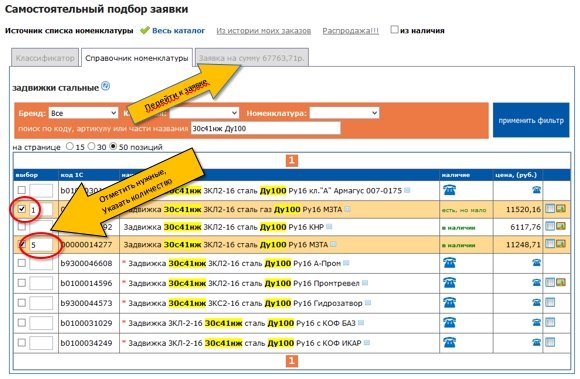 Самостоятельный подбор заявки
Источник списка номенклатуры Весь каталог Из истории моих заказов Распродажа!!! из наличия
Классификатор Справочник номенклатуры Заявка на сумму 67763,71р.
задвижки стальные
Перейти к заявке
Бренд: Все Номенклатура: применить фильтр
поиск по коду, артикулу или части названия 30с41нж Ду100
на странице 15 30 50 позиций
1
выбор код 1С наличие цена, (руб.)
Отметить нужные,
Указать количество
Задвижка 30с41нж ЗКЛ2-16 сталь Ду100 Ру16 кл."А" Армагус 007-0175
1 Задвижка 30с41нж ЗКЛ2-16 сталь газ Ду100 Ру16 МЗТА есть, но мало 11520,16
Задвижка 30с41нж ЗКЛ2-16 сталь Ду100 Ру16 КНР в наличии 6117,76
5 00000014277 Задвижка 30с41нж ЗКЛ2-16 сталь Ду100 Ру16 МЗТА в наличии 11248,71
b9300046608 * Задвижка 30с41нж ЗКЛ2-16 сталь Ду100 Ру16 А-Пром
b0100014596 * Задвижка 30с41нж ЗКЛ2-16 сталь Ду100 Ру16 Промтревел
b9300044573 * Задвижка 30с41нж ЗКС2-16 сталь Ду100 Ру16 Гидрозатвор
b0100031029 * Задвижка ЗКЛ-2-16 30с41нж сталь Ду100 Ру16 с КОФ БАЗ
b0100034249 * Задвижка ЗКЛ-2-16 30с41нж сталь Ду100 Ру16 с КОФ ИКАР
1